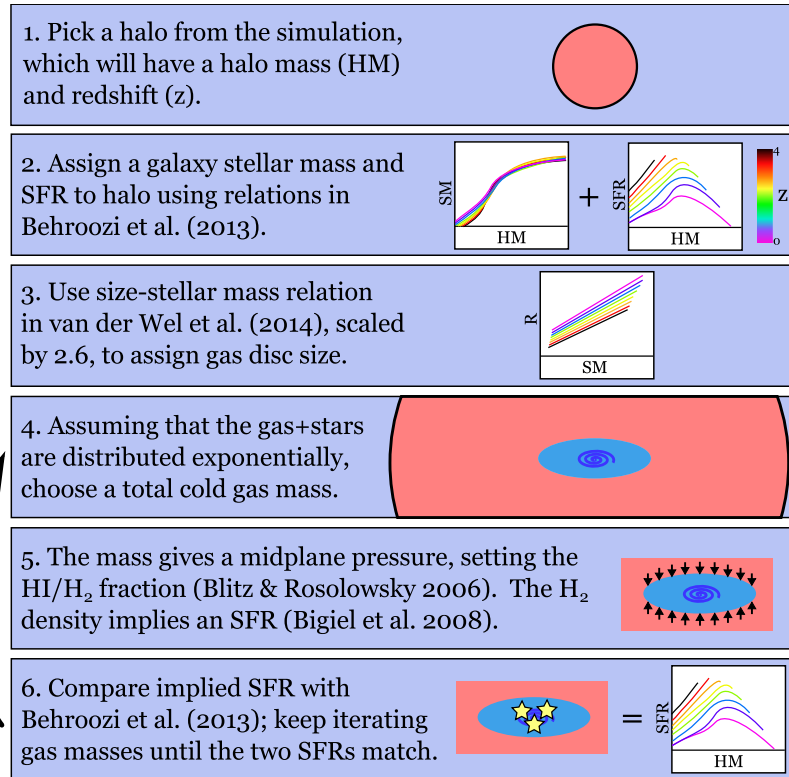 1. Pick a halo from the simulation,
which will have a halo mass (HM)
and redshift (z).
2. Assign a galaxy stellar mass and
SFR to halo using relations in
Behroozi et al. (2013).
SM
HM
+
SFR
HM
4
z
0
3. Use size-stellar mass relation
in van der Wel et al. (2014), scaled
by 2.6, to assign gas disc size.
R
SM
4. Assuming that the gas+stars
are distributed exponentially,
choose a total cold gas mass.
5. The mass gives a midplane pressure, setting the
HI/H₂ fraction (Blitz & Rosolowsky 2006).  The H₂
density implies an SFR (Bigiel et al. 2008).
6. Compare implied SFR with
Behroozi et al. (2013); keep iterating
gas masses until the two SFRs match.
=
SFR
HM